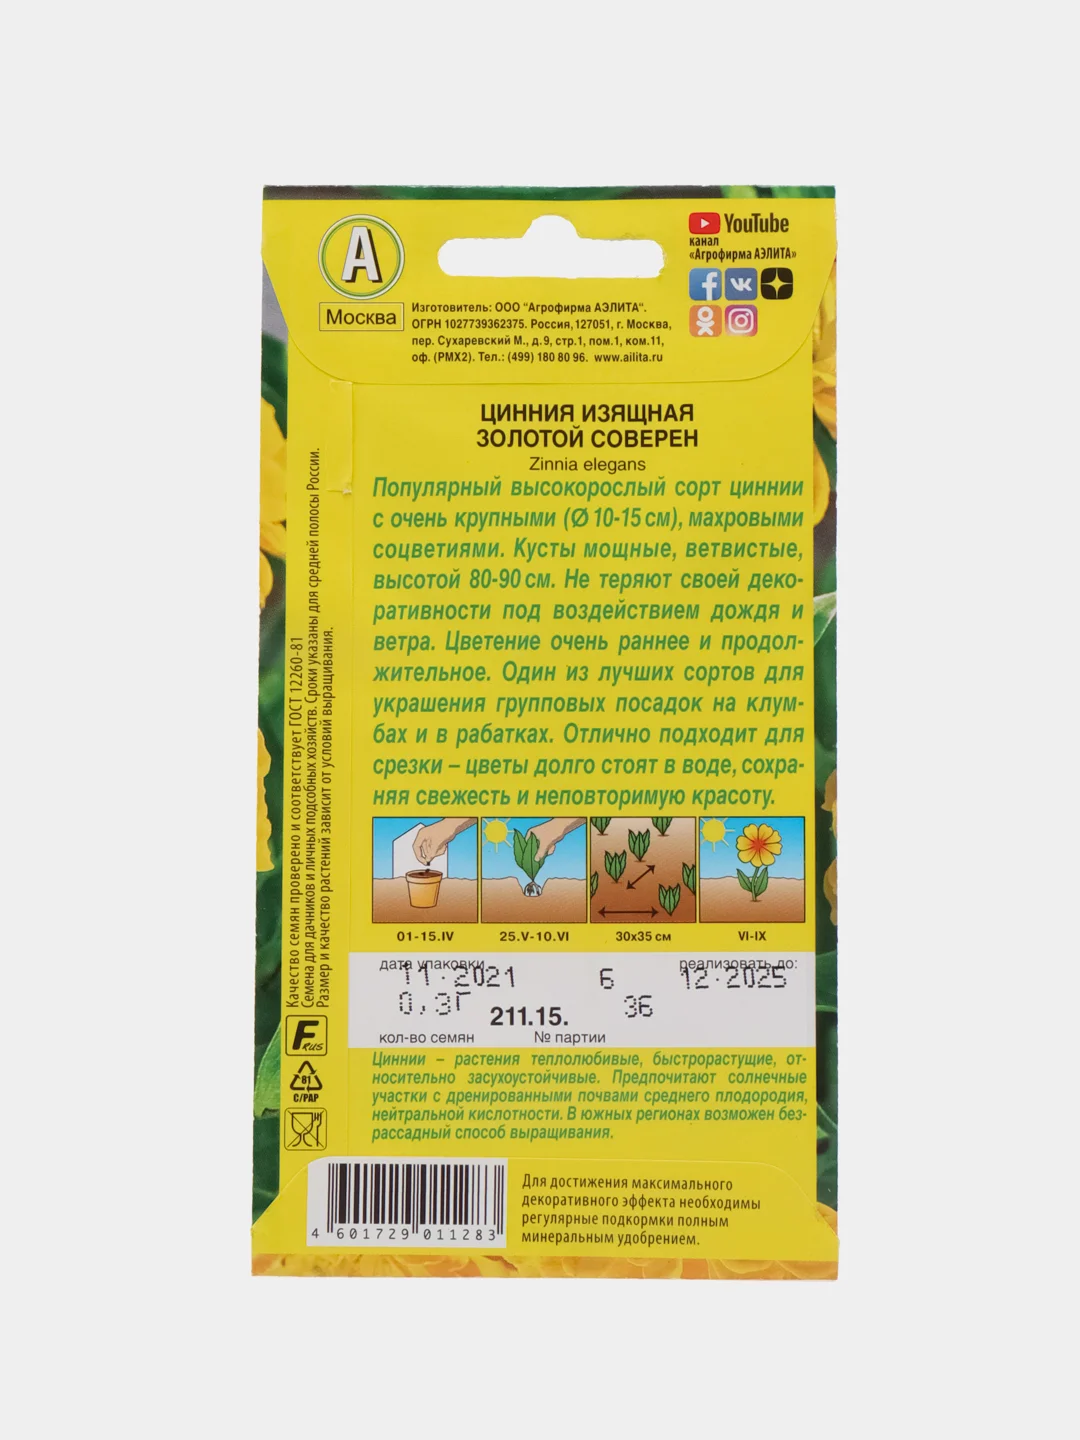 А
Москва
YouTube
канал
«Агрофирма АЭЛИТА»
Изготовитель: ООО "Агрофирма АЭЛИТА".
ОГРН 1027739362375. Россия, 127051, г. Москва,
пер. Сухаревский М., д.9, стр.1, пом.1, ком.11,
оф. (РМХ2). Тел.: (499) 180 80 96. www.ailita.ru
ЦИННИЯ ИЗЯЩНАЯ
ЗОЛОТОЙ СОВЕРЕН
Zinnia elegans
Популярный высокорослый сорт циннии
с очень крупными (Ø 10-15 см), махровыми
соцветиями. Кусты мощные, ветвистые,
высотой 80-90 см. Не теряют своей деко-
ративности под воздействием дождя и
ветра. Цветение очень раннее и продол-
жительное. Один из лучших сортов для
украшения групповых посадок на клум-
бах и в рабатках. Отлично подходит для
срезки – цветы долго стоят в воде, сохра-
няя свежесть и неповторимую красоту.
01-15.IV
25.V-10.VI
30x35 см
VI-IX
дата упаковки
реализовать до:
11.2021
6
12.2025
0,3Г
211.15.
36
кол-во семян
№ партии
Циннии – растения теплолюбивые, быстрорастущие, от-
носительно засухоустойчивые. Предпочитают солнечные
участки с дренированными почвами среднего плодородия,
нейтральной кислотности. В южных регионах возможен без-
рассадный способ выращивания.
Качество семян проверено и соответствует ГОСТ 12260-81
Семена для дачников и личных подсобных хозяйств. Сроки указаны для средней полосы России.
Размер и качество растений зависит от условий выращивания.
F RUS
81
C/PAP
4 601729 011283
Для достижения максимального
декоративного эффекта необходимы
регулярные подкормки полным
минеральным удобрением.